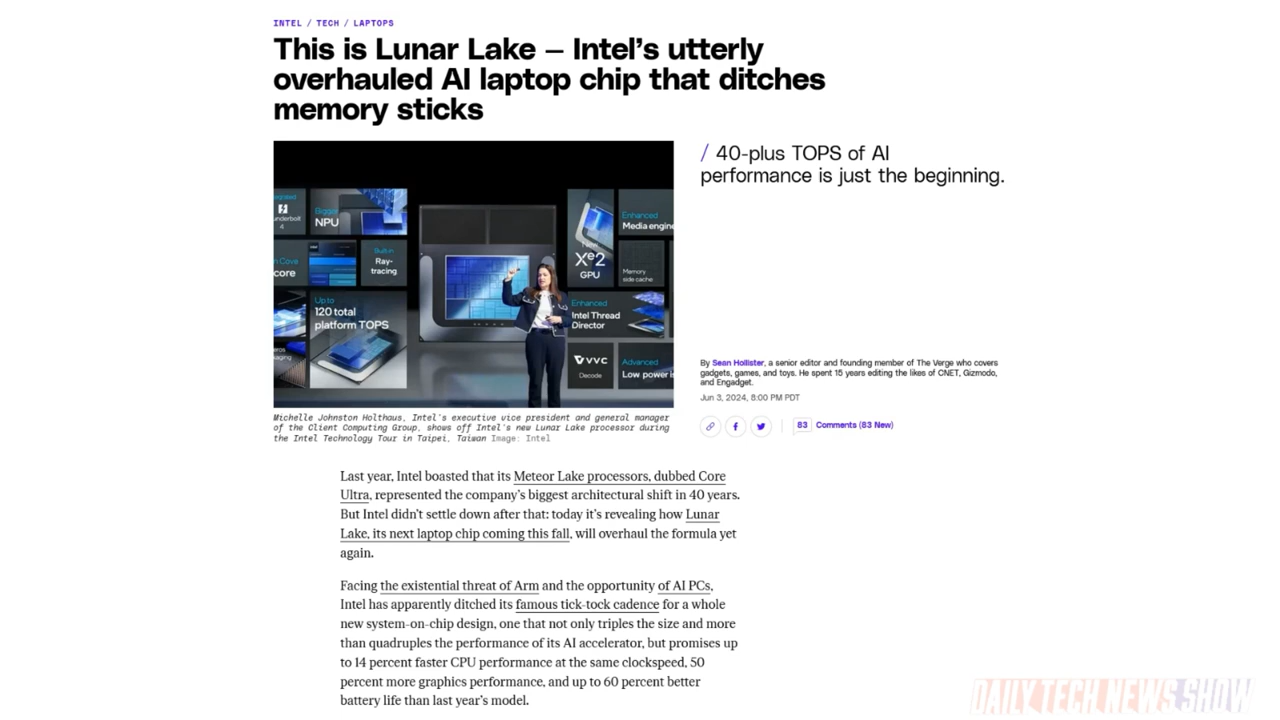 INTEL / TECH / LAPTOPS
This is Lunar Lake — Intel's utterly
overhauled AI laptop chip that ditches
memory sticks
/ 40-plus TOPS of AI
performance is just the beginning.
4
Bigger
NPU
core
Built-in
Ray-
tracing
Up to
120 total
platform TOPS
New
Xe2
GPU
Enhanced
Media engine
Memory
side cache
Enhanced
Intel Thread
Director
VVC
Decode
Advanced
Low power
Michelle Johnston Holthaus, Intel's executive vice president and general manager
of the Client Computing Group, shows off Intel's new Lunar Lake processor during
the Intel Technology Tour in Taipei, Taiwan Image: Intel
By Sean Hollister, a senior editor and founding member of The Verge who covers
gadgets, games, and toys. He spent 15 years editing the likes of CNET, Gizmodo,
and Engadget.
Jun 3, 2024, 8:00 PM PDT
83 Comments (83 New)
Last year, Intel boasted that its Meteor Lake processors, dubbed Core
Ultra, represented the company's biggest architectural shift in 40 years.
But Intel didn't settle down after that: today it's revealing how Lunar
Lake, its next laptop chip coming this fall, will overhaul the formula yet
again.
Facing the existential threat of Arm and the opportunity of AI PCs,
Intel has apparently ditched its famous tick-tock cadence for a whole
new system-on-chip design, one that not only triples the size and more
than quadruples the performance of its AI accelerator, but promises up
to 14 percent faster CPU performance at the same clockspeed, 50
percent more graphics performance, and up to 60 percent better
battery life than last year's model.
DAILY TECH NEWS SHOW